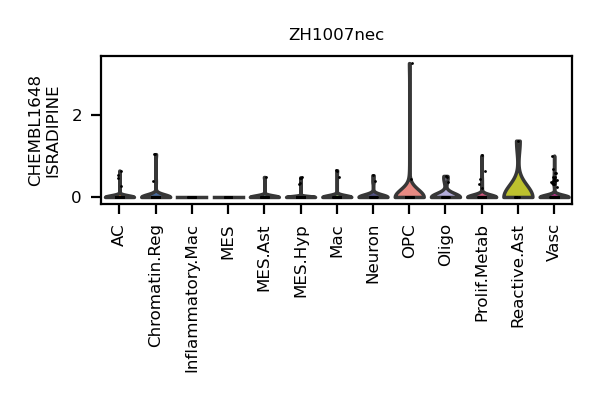 ZH1007nec
CHEMBL1648
ISRADIPINE
2
0
AC
Chromatin.Reg
Inflammatory.Mac
MES
MES.Ast
MES.Hyp
Mac
Neuron
OPC
Oligo
Prolif.Metab
Reactive.Ast
Vasc